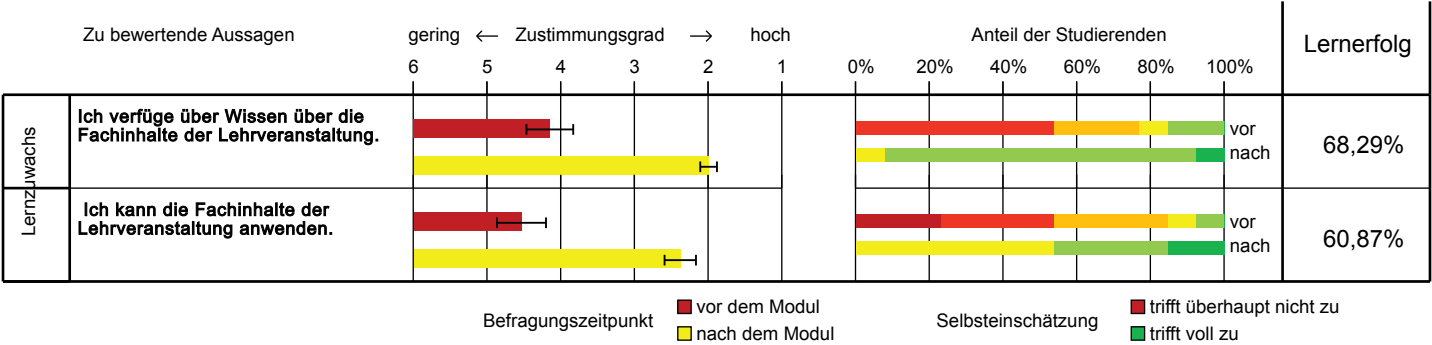 Zu bewertende Aussagen gering ← Zustimmungsgrad → hoch Anteil der Studierenden Lernerfolg
6 5 4 3 2 1 0% 20% 40% 60% 80% 100%
Lernzuwachs
Ich verfüge über Wissen über die
Fachinhalte der Lehrveranstaltung.
vor
nach
68,29%
Ich kann die Fachinhalte der
Lehrveranstaltung anwenden.
vor
nach
60,87%
Befragungszeitpunkt
vor dem Modul
nach dem Modul
Selbsteinschätzung
trifft überhaupt nicht zu
trifft voll zu